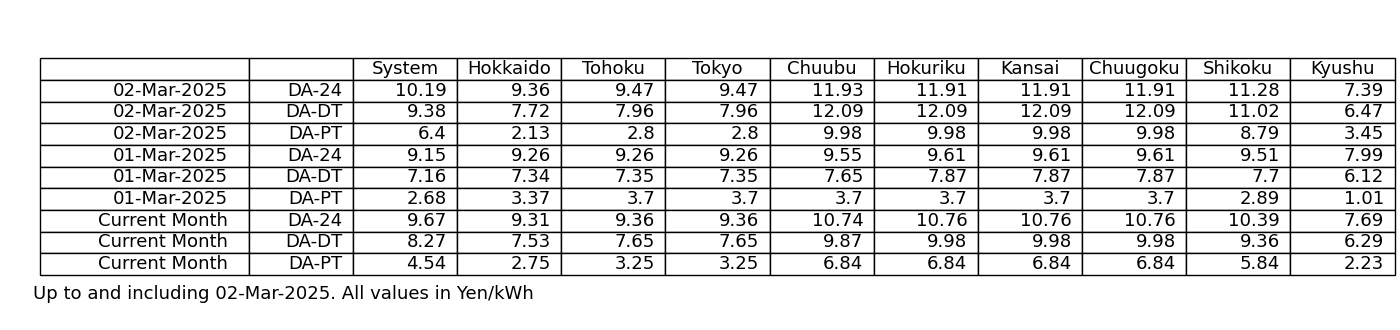 System Hokkaido Tohoku Tokyo Chuubu Hokuriku Kansai Chuugoku Shikoku Kyushu
02-Mar-2025 DA-24 10.19 9.36 9.47 9.47 11.93 11.91 11.91 11.91 11.28 7.39
02-Mar-2025 DA-DT 9.38 7.72 7.96 7.96 12.09 12.09 12.09 12.09 11.02 6.47
02-Mar-2025 DA-PT 6.4 2.13 2.8 2.8 9.98 9.98 9.98 9.98 8.79 3.45
01-Mar-2025 DA-24 9.15 9.26 9.26 9.26 9.55 9.61 9.61 9.61 9.51 7.99
01-Mar-2025 DA-DT 7.16 7.34 7.35 7.35 7.65 7.87 7.87 7.87 7.7 6.12
01-Mar-2025 DA-PT 2.68 3.37 3.7 3.7 3.7 3.7 3.7 3.7 2.89 1.01
Current Month DA-24 9.67 9.31 9.36 9.36 10.74 10.76 10.76 10.76 10.39 7.69
Current Month DA-DT 8.27 7.53 7.65 7.65 9.87 9.98 9.98 9.98 9.36 6.29
Current Month DA-PT 4.54 2.75 3.25 3.25 6.84 6.84 6.84 6.84 5.84 2.23
Up to and including 02-Mar-2025. All values in Yen/kWh